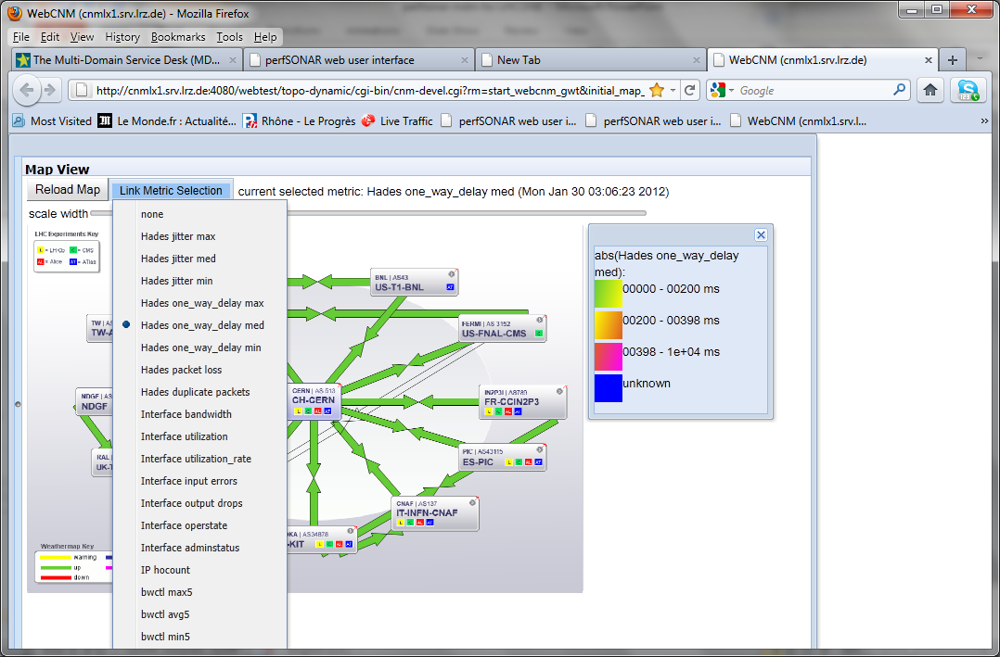 WebCNM (cnmlx1.srv.lrz.de) - Mozilla Firefox
File Edit View History Bookmarks Tools Help
The Multi-Domain Service Desk (MD... perfSONAR web user interface New Tab WebCNM (cnmlx1.srv.lrz.de)
http://cnmlx1.srv.lrz.de:4080/webtest/topo-dynamic/cgi-bin/cnm-devel.cgi?rm=start_webcnm_gwt&initial_map_ Google
Most Visited Le Monde.fr : Actualité... Rhône - Le Progrès Live Traffic perfSONAR web user i... perfSONAR web user i... WebCNM (cnmlx1.srv.l...
Map View
Reload Map Link Metric Selection current selected metric: Hades one_way_delay med (Mon Jan 30 03:06:23 2012)
scale width
none
Hades jitter max
Hades jitter med
Hades jitter min
Hades one_way_delay max
Hades one_way_delay med
Hades one_way_delay min
Hades packet loss
Hades duplicate packets
Interface bandwidth
Interface utilization
Interface utilization_rate
Interface input errors
Interface output drops
Interface operstate
Interface adminstatus
IP hocount
bwctl max5
bwctl avg5
bwctl min5
LHC Experiments Key
L = LHCb C = CMS
AL = Alice AT = Atlas
TW | AS
TW-A
NDGF | AS
NDGF
RAL |
UK-T
BNL | AS43
US-T1-BNL
AT
FERMI | AS 3152
US-FNAL-CMS
C
CERN | AS 513
CH-CERN
L C AL AT
IN2P3I | AS789
FR-CCIN2P3
L C AL AT
PIC | AS43115
ES-PIC L C AL AT
CNAF | AS137
IT-INFN-CNAF
L C AL AT
KA | AS34878
-KIT L C AL AT
Weathermap Key
warning
up
down
abs(Hades one_way_delay
med):
00000 - 00200 ms
00200 - 00398 ms
00398 - 1e+04 ms
unknown